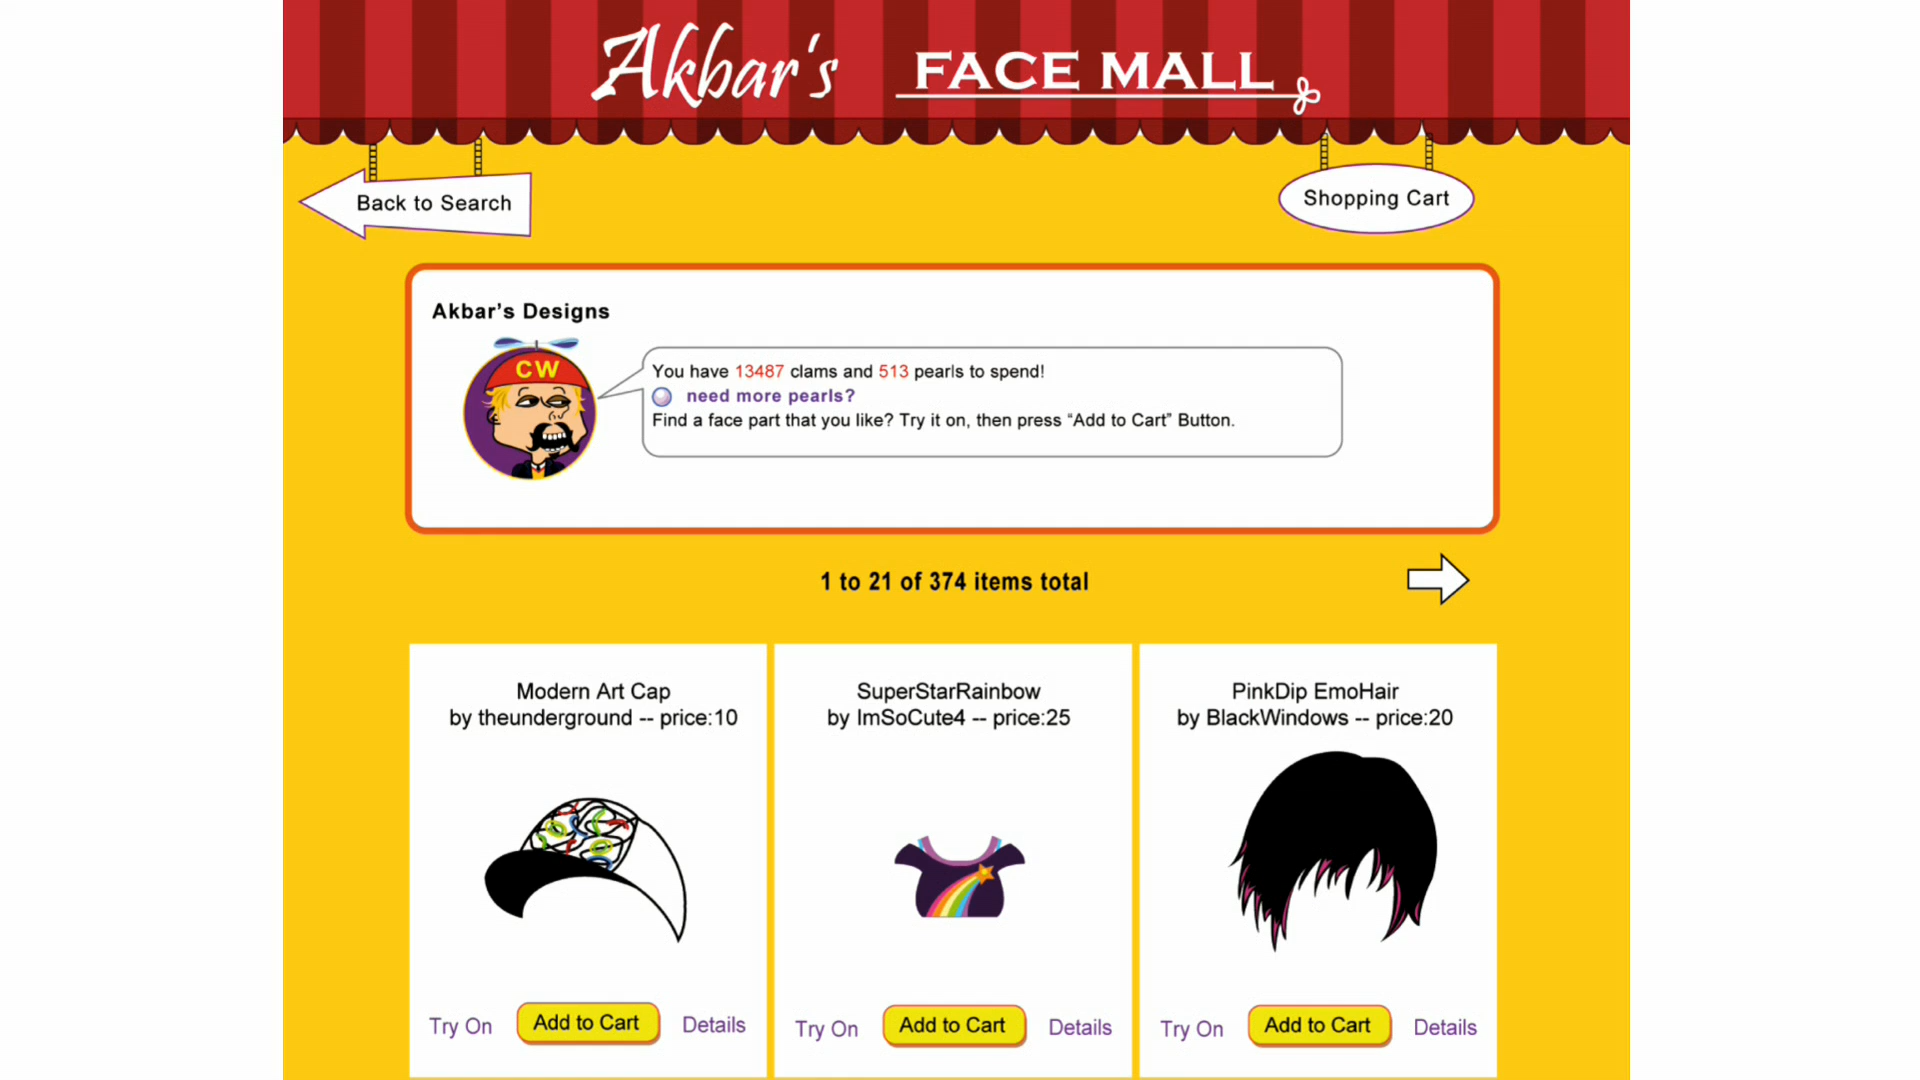 Akbar's FACE MALL
Back to Search
Shopping Cart
Akbar's Designs
CW
You have 13487 clams and 513 pearls to spend!
need more pearls?
Find a face part that you like? Try it on, then press “Add to Cart” Button.
1 to 21 of 374 items total
Modern Art Cap
by theunderground -- price:10
SuperStarRainbow
by ImSoCute4 -- price:25
PinkDip EmoHair
by BlackWindows -- price:20
Try On Add to Cart Details
Try On Add to Cart Details
Try On Add to Cart Details